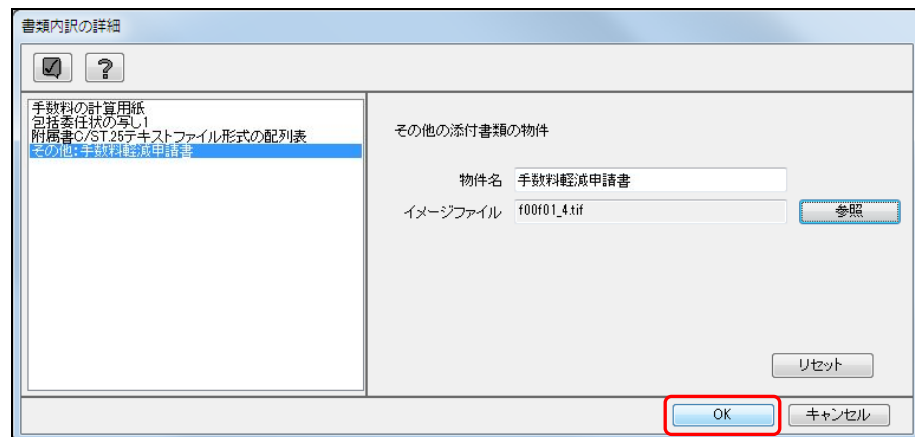 書類内訳の詳細
?
手数料の計算用紙
包括委任状の写し1
附属書C/ST.25テキストファイル形式の配列表
その他:手数料軽減申請書
その他の添付書類の物件
物件名 手数料軽減申請書
イメージファイル f00f01_4.tif 参照
リセット
OK キャンセル